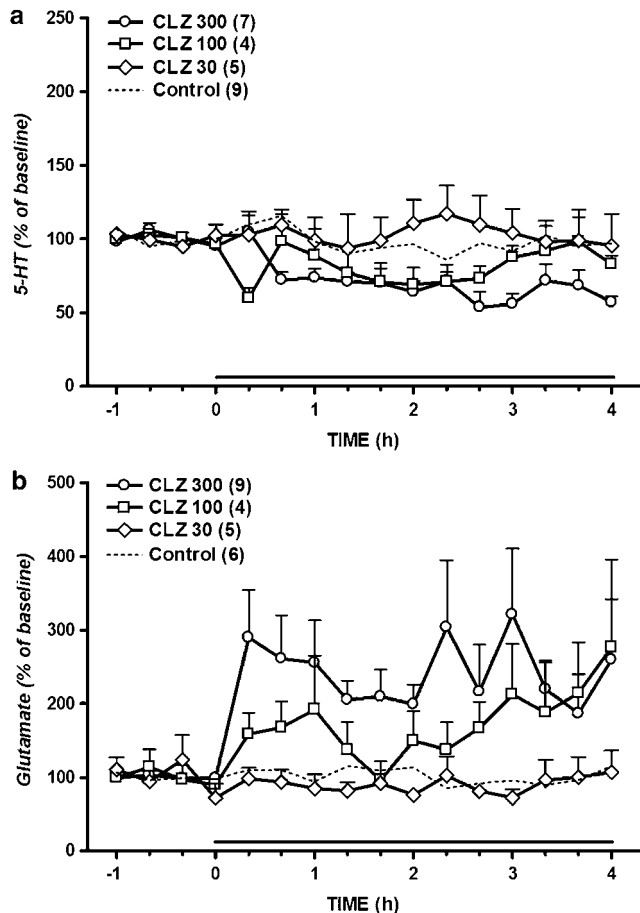 a
250
CLZ 300 (7)
CLZ 100 (4)
CLZ 30 (5)
Control (9)
200
150
100
50
0
5-HT (% of baseline)
-1 0 1 2 3 4
TIME (h)
b
500
CLZ 300 (9)
CLZ 100 (4)
CLZ 30 (5)
Control (6)
400
300
200
100
0
Glutamate (% of baseline)
-1 0 1 2 3 4
TIME (h)